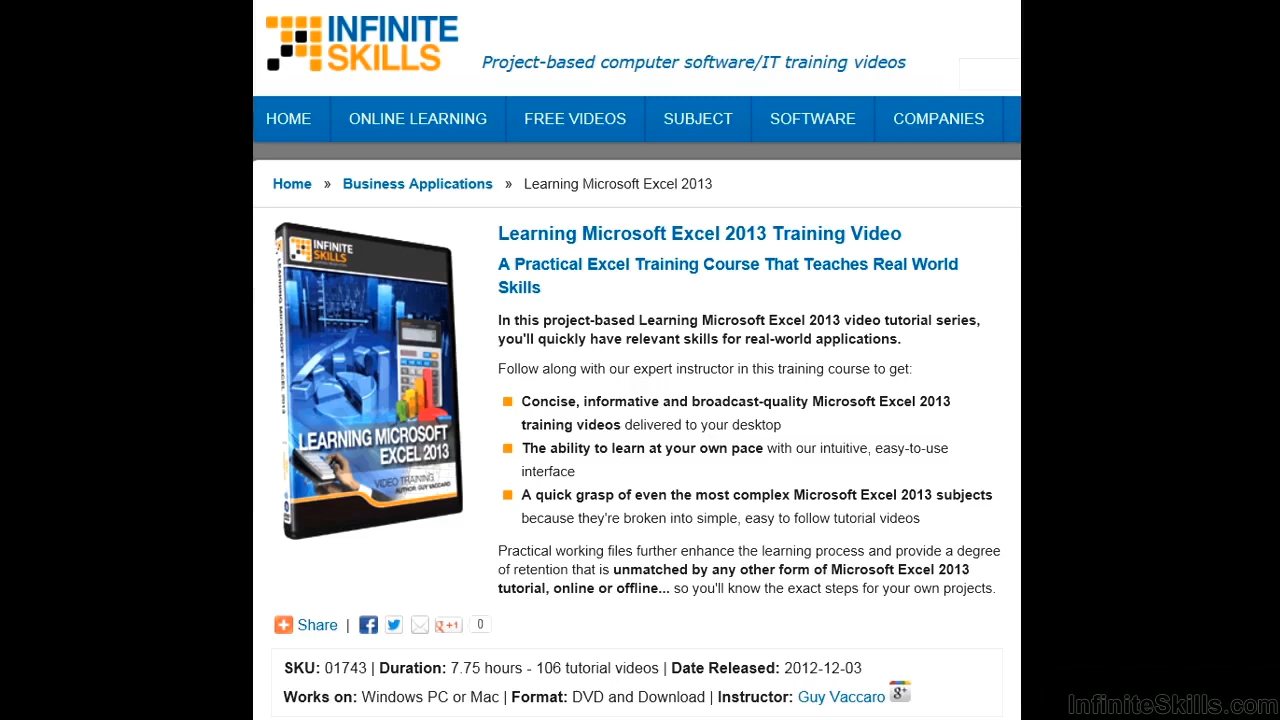 INFINITE
SKILLS
Project-based computer software/IT training videos
HOME ONLINE LEARNING FREE VIDEOS SUBJECT SOFTWARE COMPANIES
Home » Business Applications » Learning Microsoft Excel 2013
INFINITE
SKILLS
LEARNING MICROSOFT EXCEL 2013
LEARNING MICROSOFT
EXCEL 2013
VIDEO TRAINING
AUTHOR: GUY VACCARO
Learning Microsoft Excel 2013 Training Video
A Practical Excel Training Course That Teaches Real World
Skills
In this project-based Learning Microsoft Excel 2013 video tutorial series,
you'll quickly have relevant skills for real-world applications.
Follow along with our expert instructor in this training course to get:
Concise, informative and broadcast-quality Microsoft Excel 2013
training videos delivered to your desktop
The ability to learn at your own pace with our intuitive, easy-to-use
interface
A quick grasp of even the most complex Microsoft Excel 2013 subjects
because they're broken into simple, easy to follow tutorial videos
Practical working files further enhance the learning process and provide a degree
of retention that is unmatched by any other form of Microsoft Excel 2013
tutorial, online or offline... so you'll know the exact steps for your own projects.
Share | +1 0
SKU: 01743 | Duration: 7.75 hours - 106 tutorial videos | Date Released: 2012-12-03
Works on: Windows PC or Mac | Format: DVD and Download | Instructor: Guy Vaccaro
InfiniteSkills.com